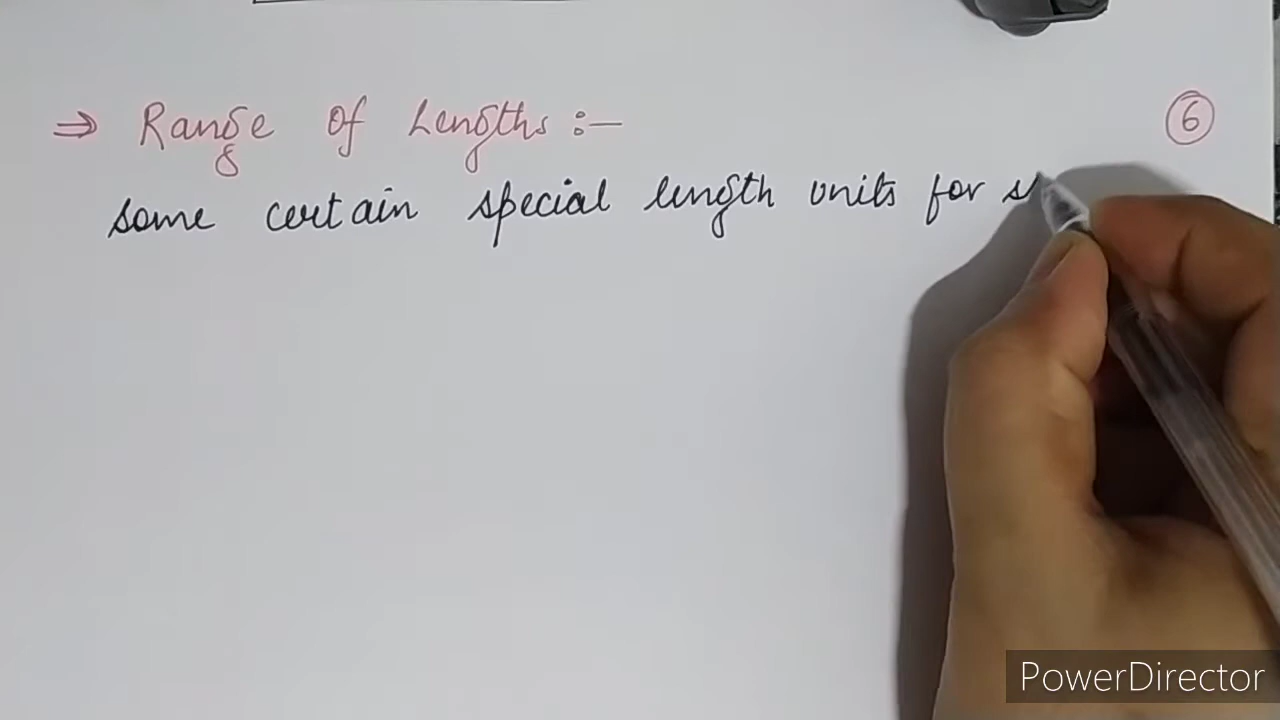 ⇒ Range of Lengths :- 6
some certain special length units for s
PowerDirector